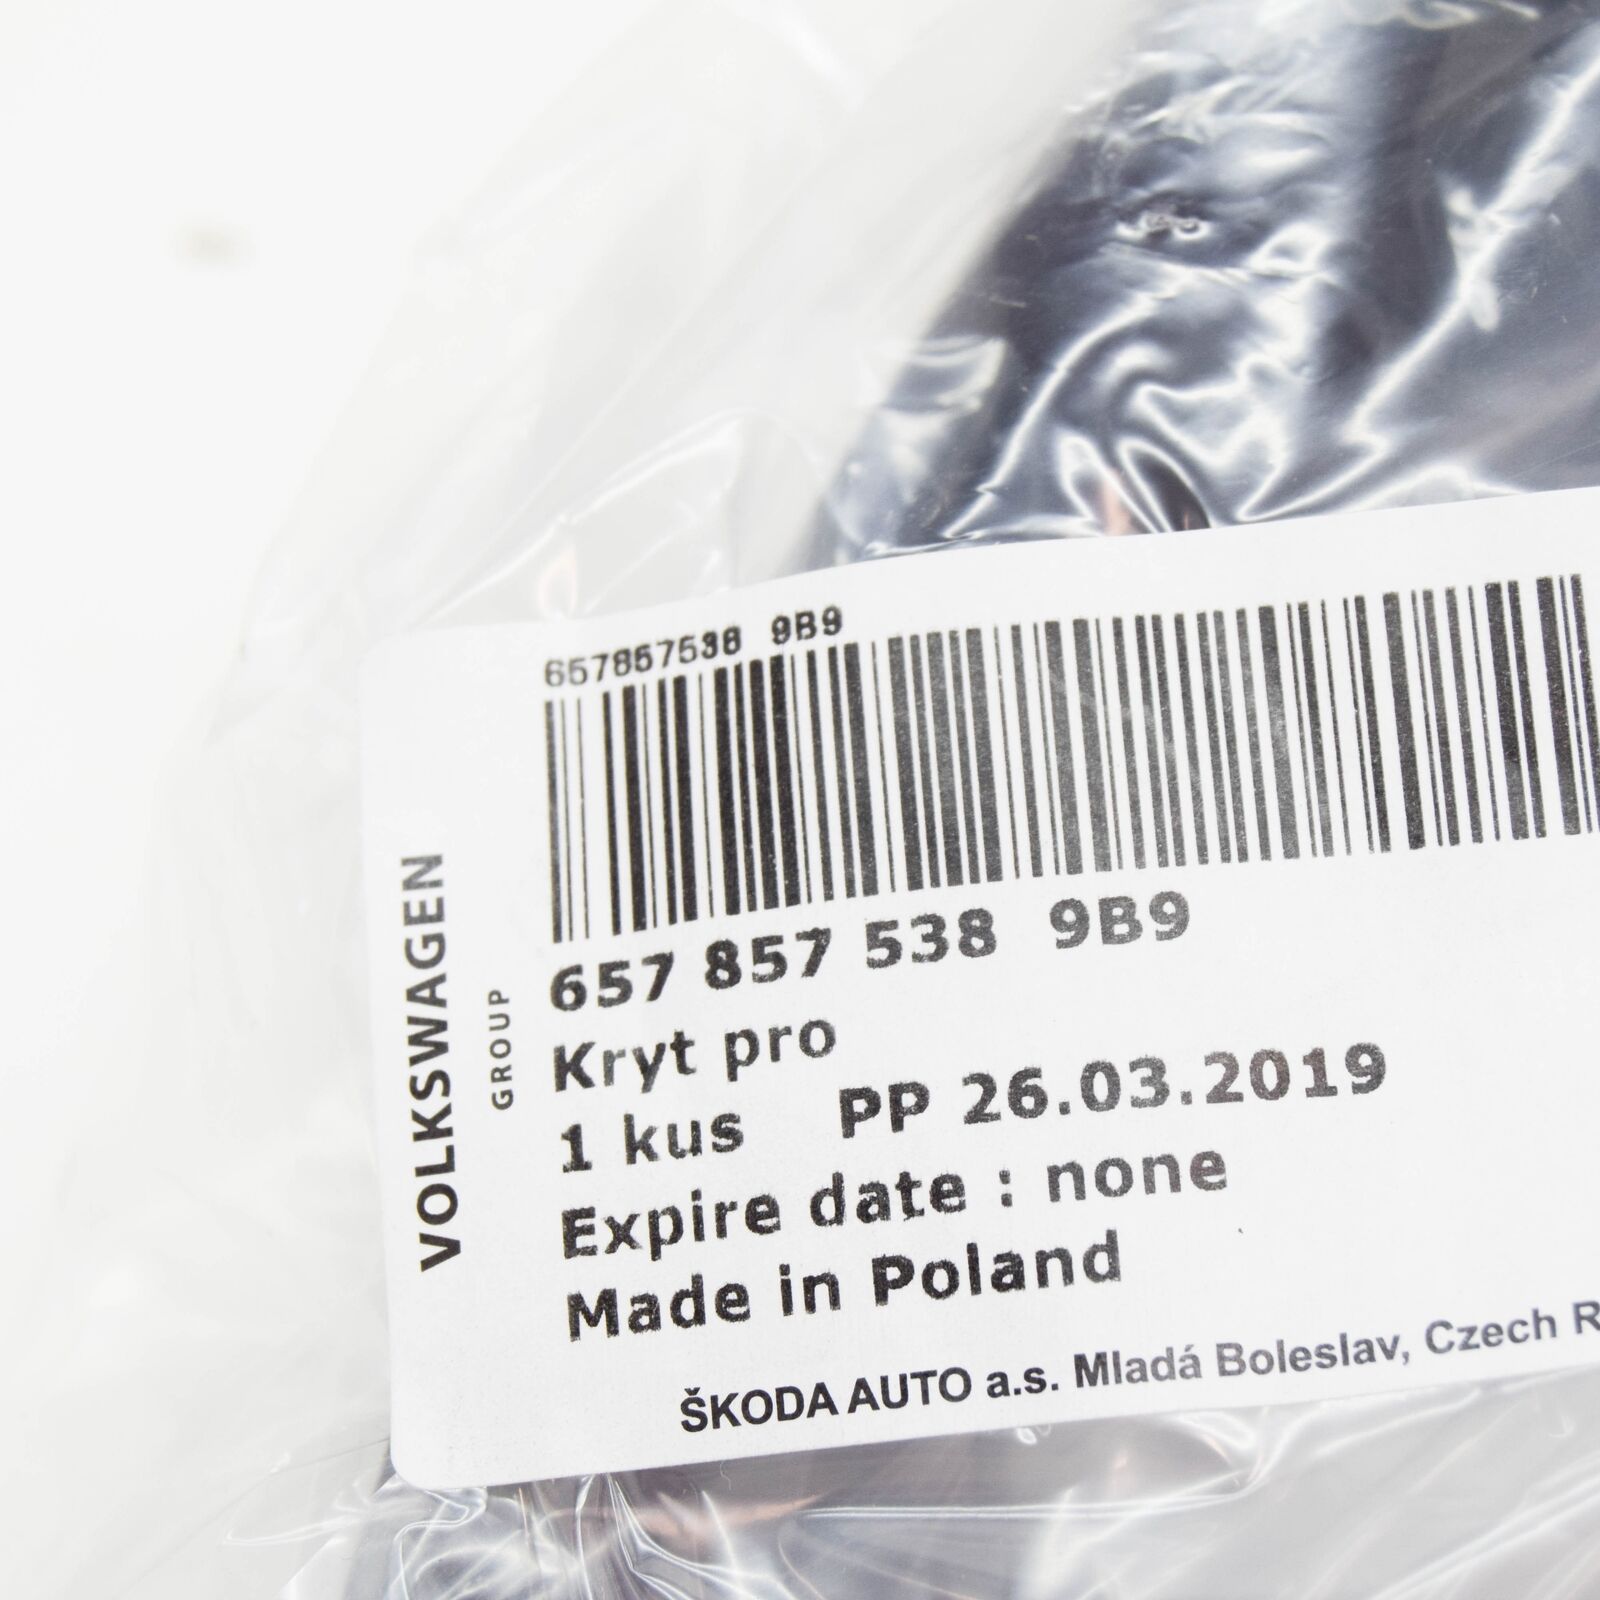 657857538 9B9
657 857 538 9B9
Kryt pro
1 kus PP 26.03.2019
Expire date : none
Made in Poland
ŠKODA AUTO a.s. Mladá Boleslav, Czech R
VOLKSWAGEN
GROUP